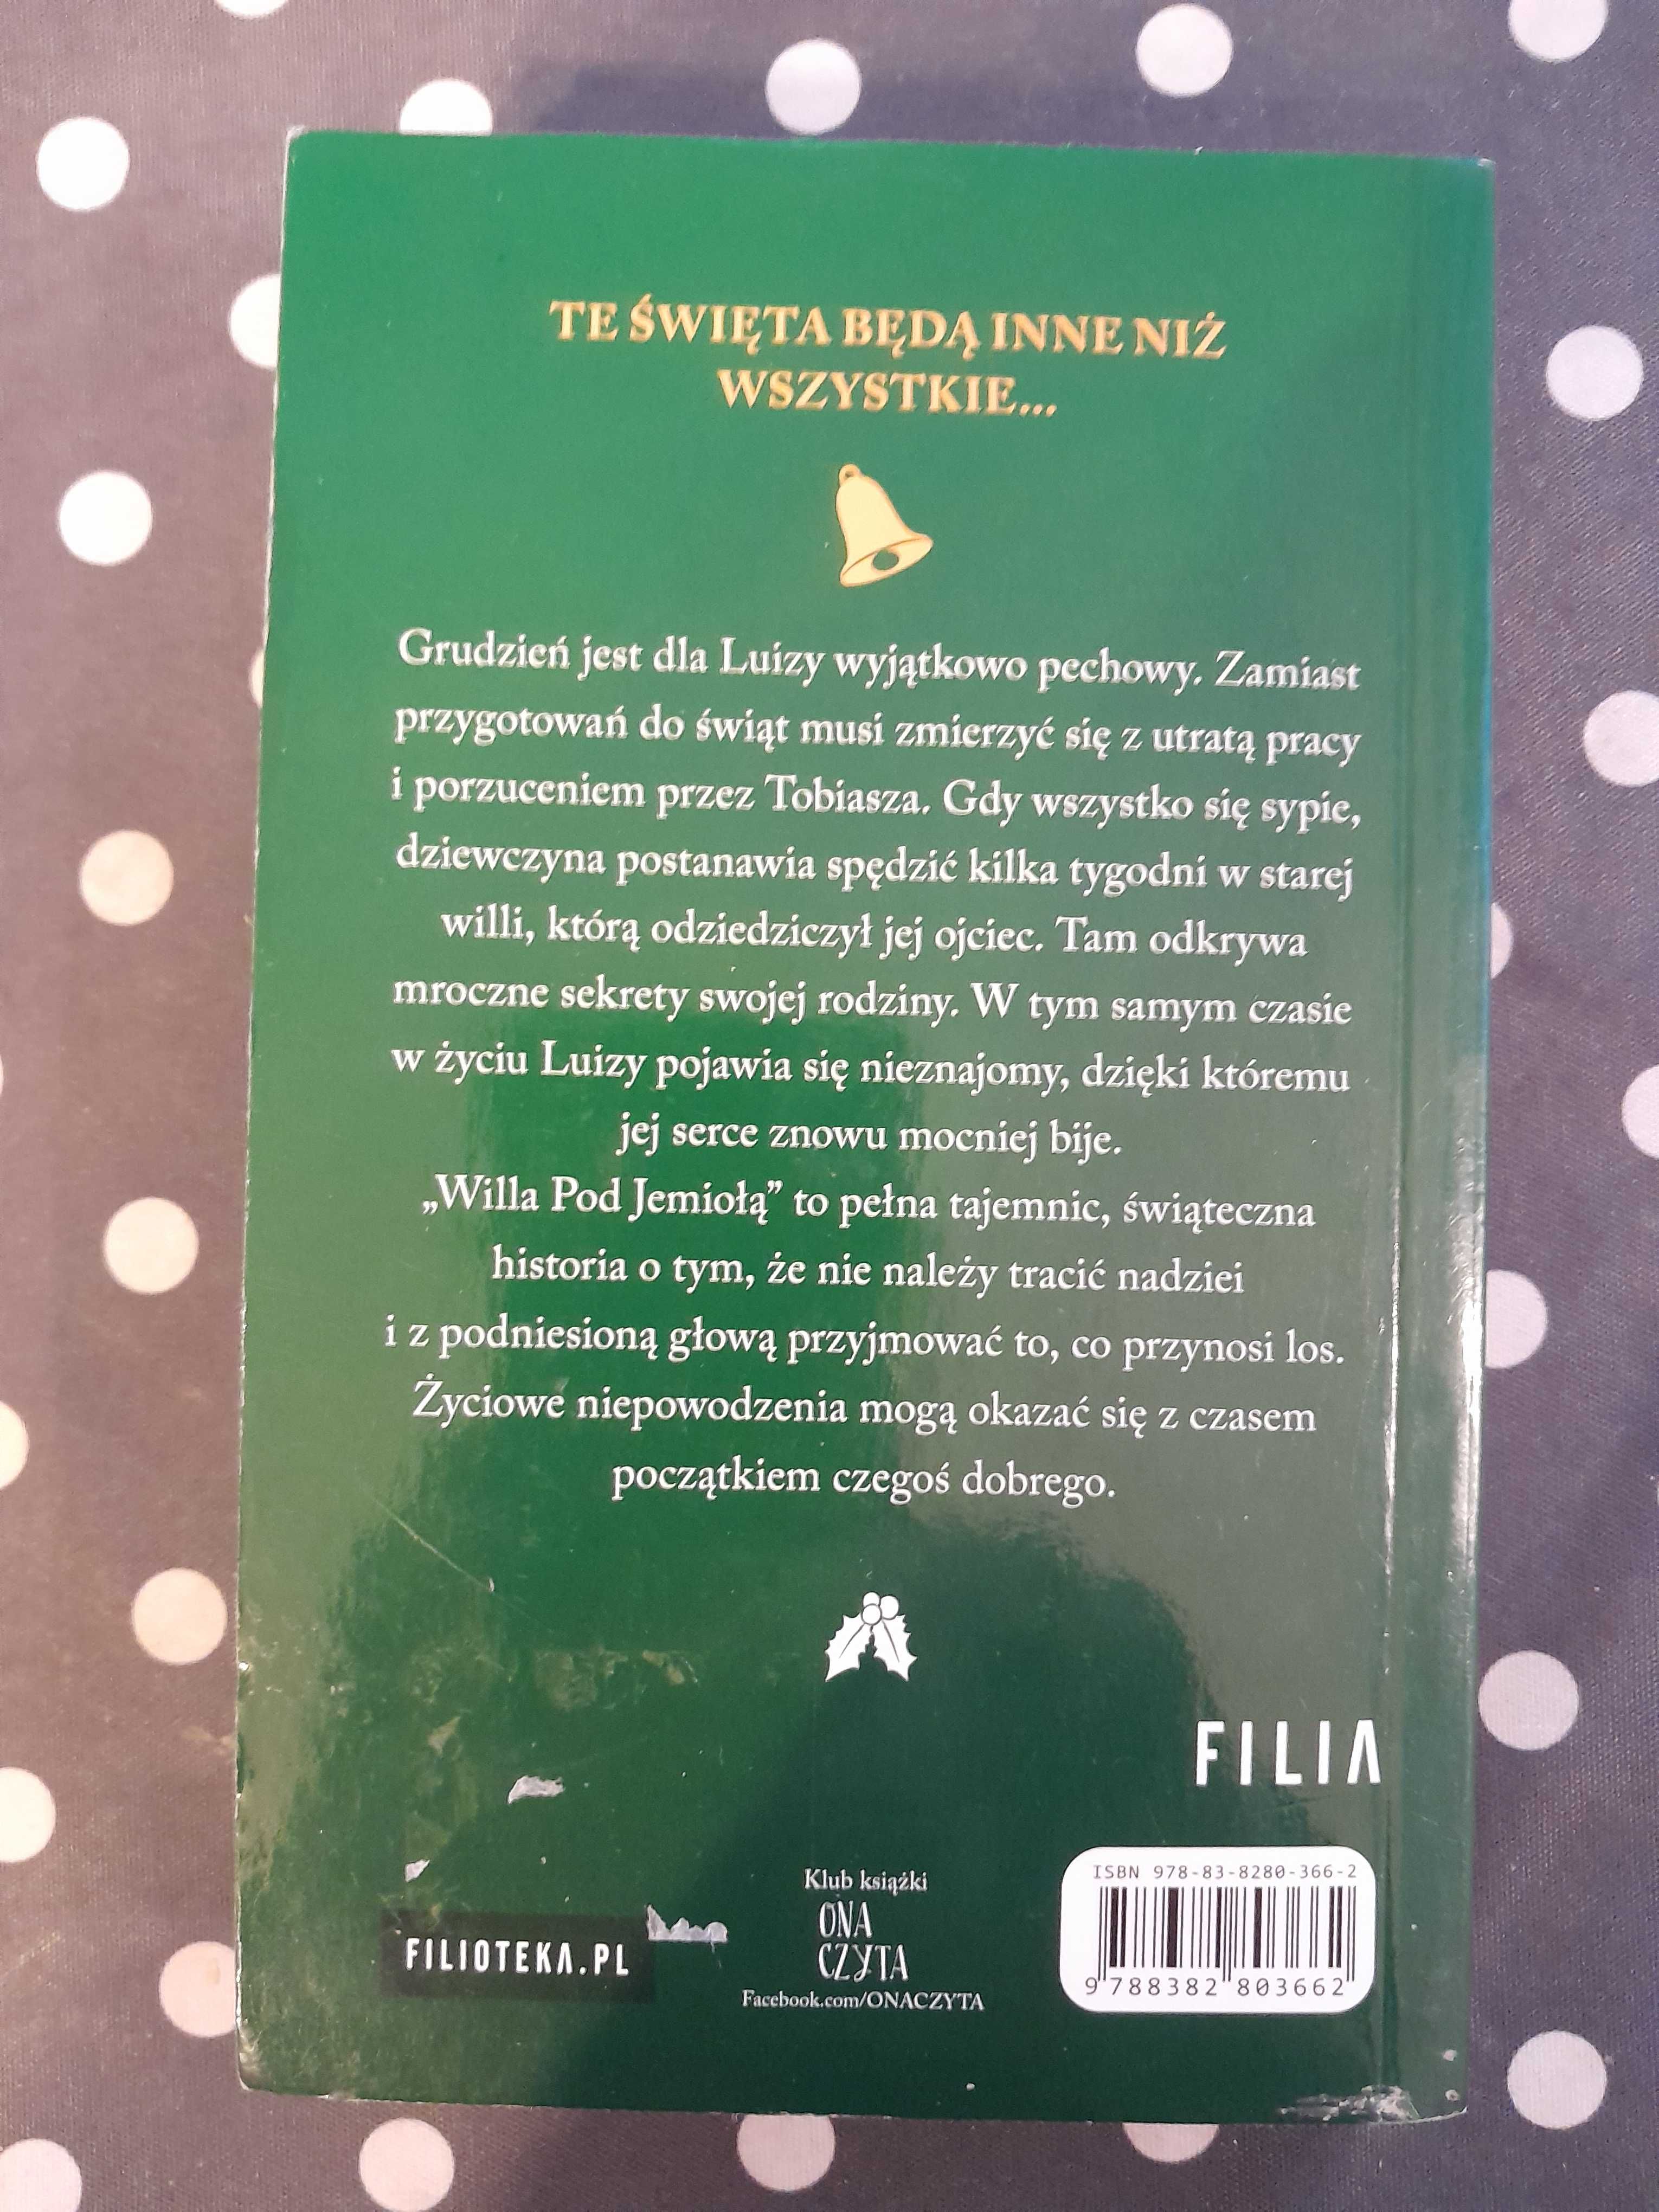 TE ŚWIĘTA BĘDĄ INNE NIŻ
WSZYSTKIE...
Grudzień jest dla Luizy wyjątkowo pechowy. Zamiast
przygotowań do świąt musi zmierzyć się z utratą pracy
i porzuceniem przez Tobiasza. Gdy wszystko się sypie,
dziewczyna postanawia spędzić kilka tygodni w starej
willi, którą odziedziczył jej ojciec. Tam odkrywa
mroczne sekrety swojej rodziny. W tym samym czasie
w życiu Luizy pojawia się nieznajomy, dzięki któremu
jej serce znowu mocniej bije.
„Willa Pod Jemiołą” to pełna tajemnic, świąteczna
historia o tym, że nie należy tracić nadziei
i z podniesioną głową przyjmować to, co przynosi los.
Życiowe niepowodzenia mogą okazać się z czasem
początkiem czegoś dobrego.
FILIA
FILIOTEKA.PL
Klub książki
ONA
CZYTA
Facebook.com/ONACZYTA
ISBN 978-83-8280-366-2
9 788382 803662